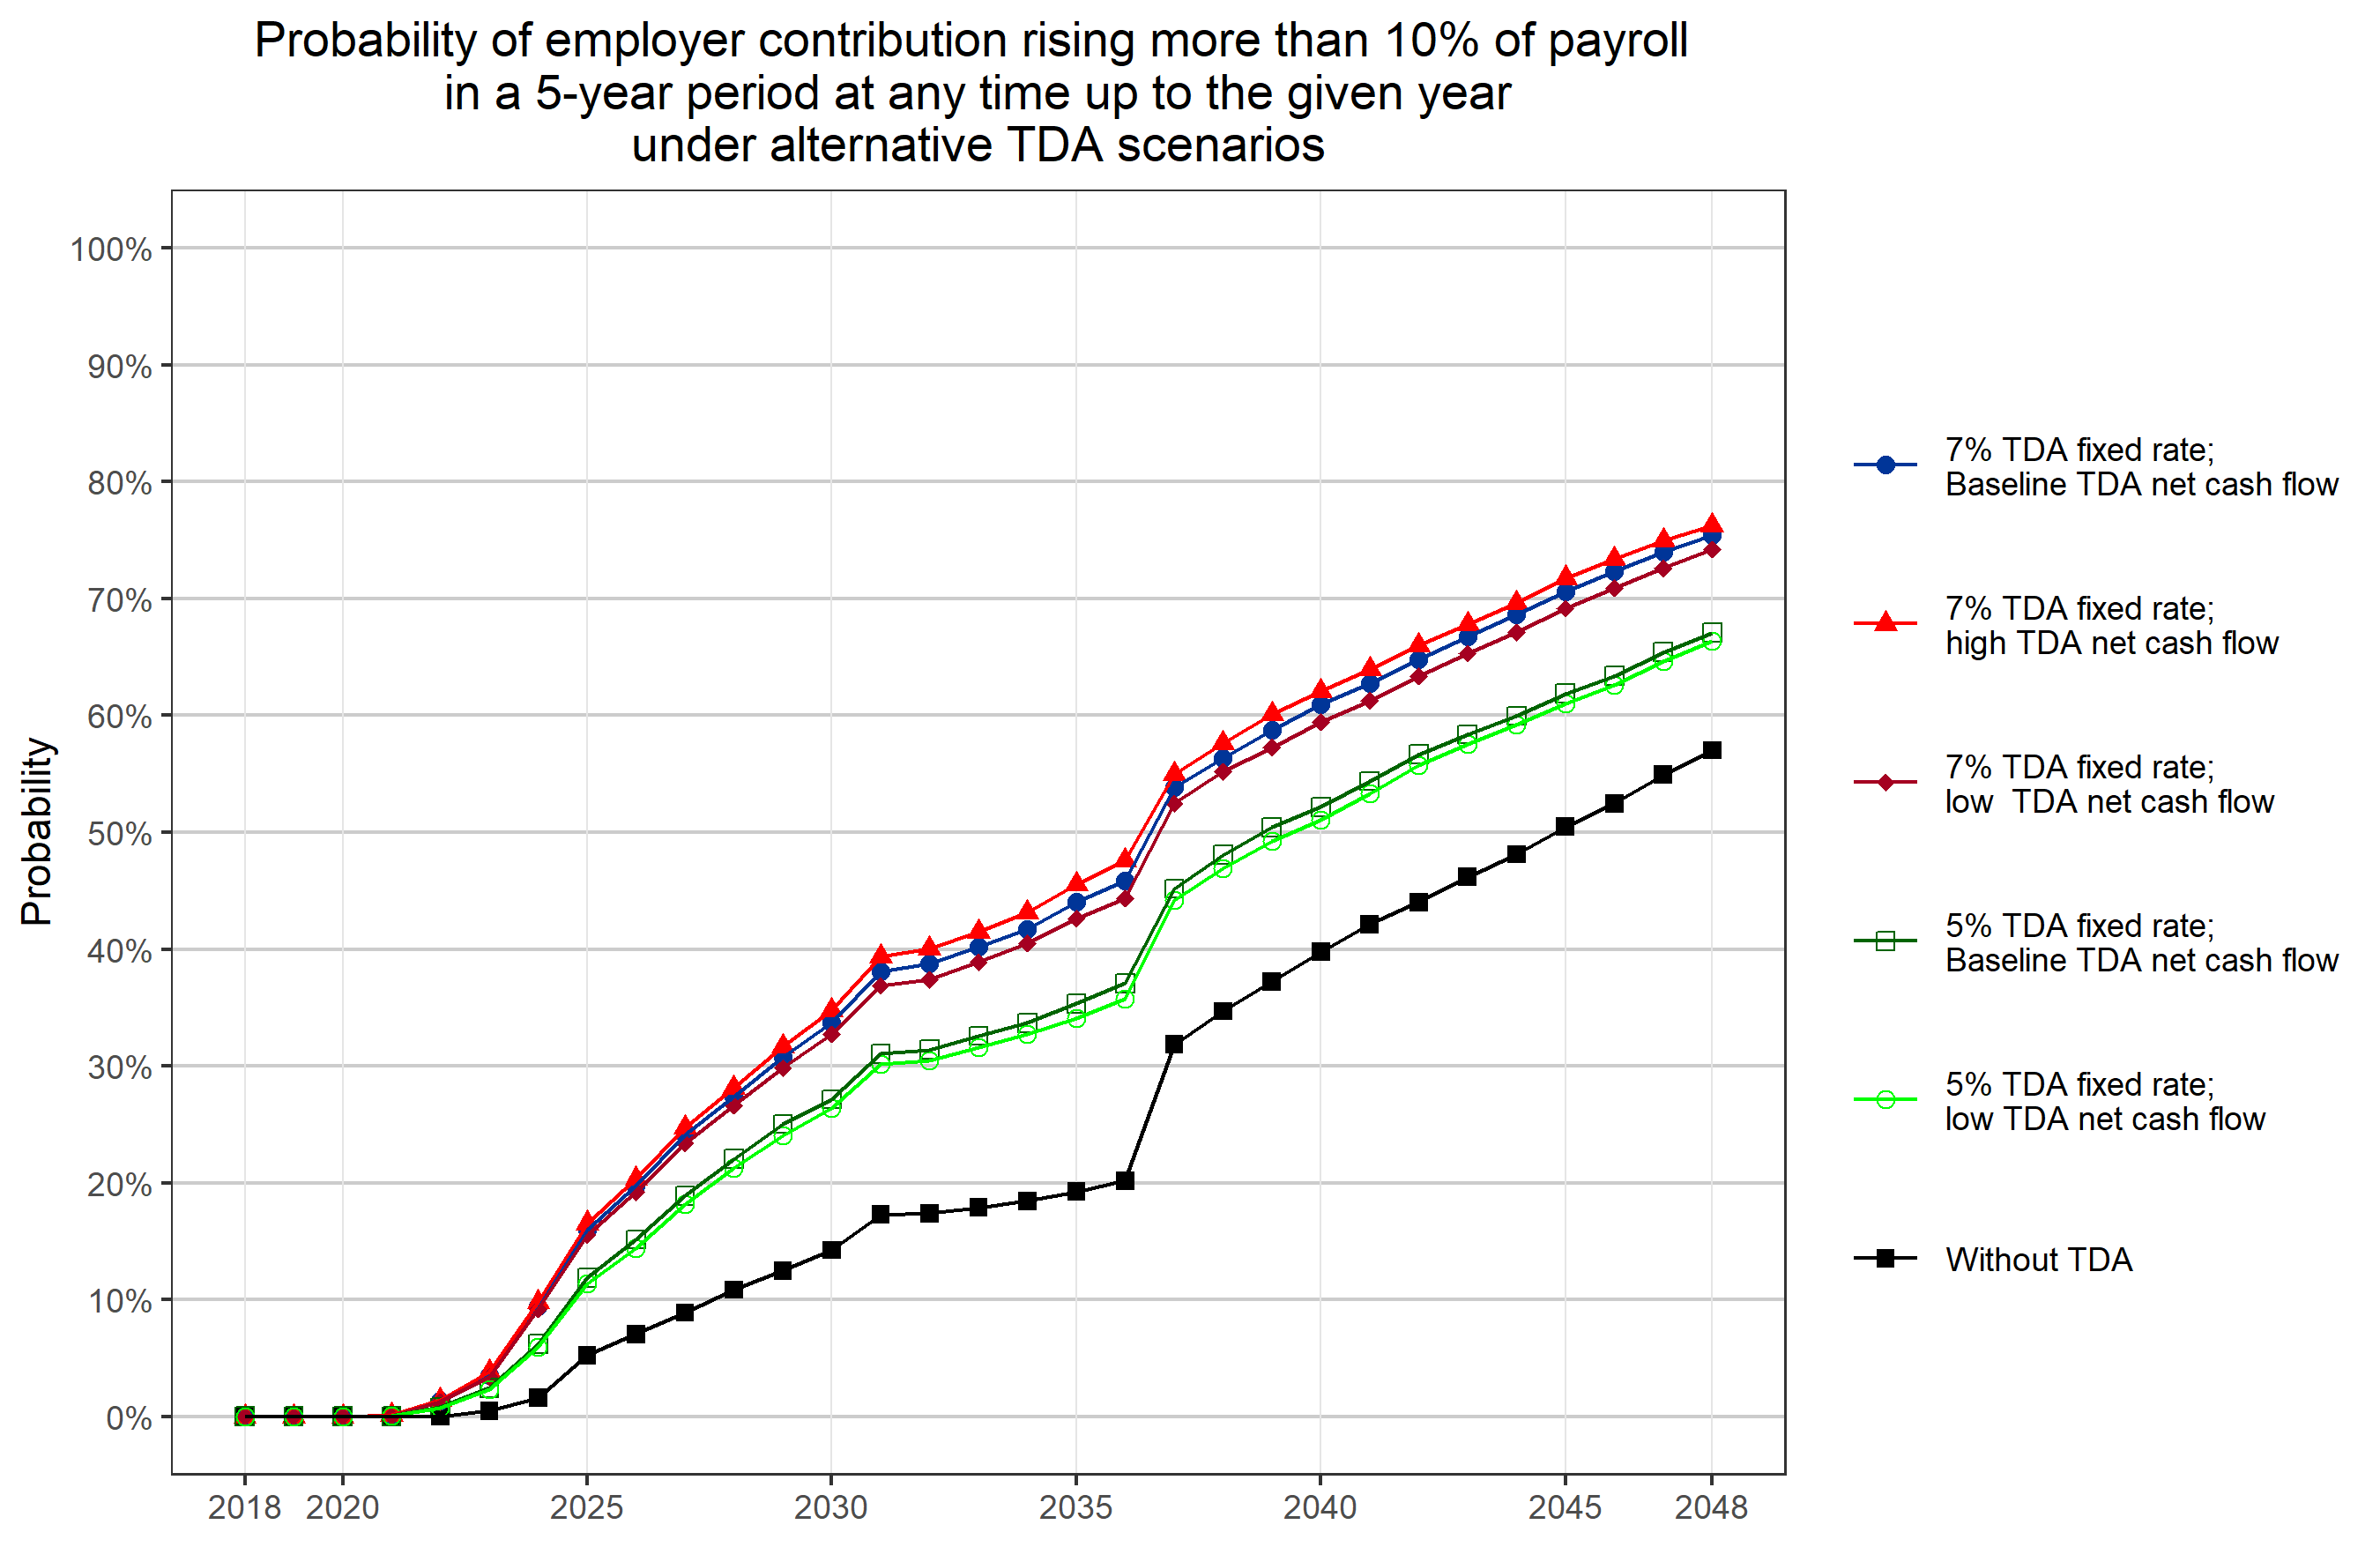 Probability of employer contribution rising more than 10% of payroll
in a 5-year period at any time up to the given year
under alternative TDA scenarios
Probability
100%
90%
80%
70%
60%
50%
40%
30%
20%
10%
0%
2018 2020 2025 2030 2035 2040 2045 2048
7% TDA fixed rate;
Baseline TDA net cash flow
7% TDA fixed rate;
high TDA net cash flow
7% TDA fixed rate;
low  TDA net cash flow
5% TDA fixed rate;
Baseline TDA net cash flow
5% TDA fixed rate;
low TDA net cash flow
Without TDA